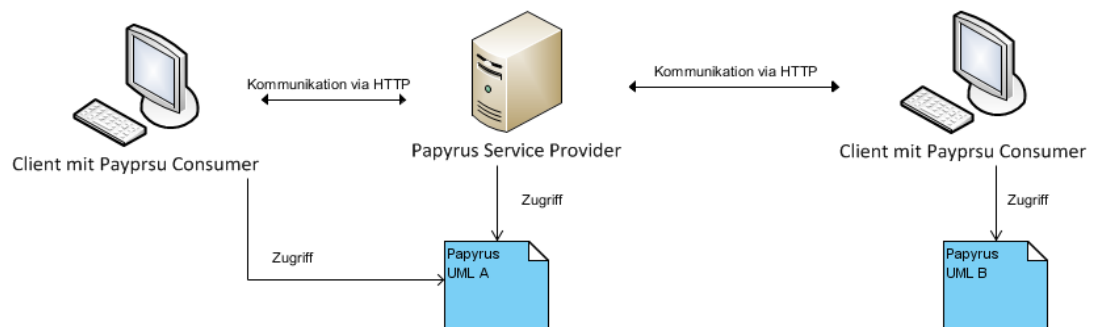 Kommunikation via HTTP
Kommunikation via HTTP
Client mit Payprsu Consumer
Papyrus Service Provider
Client mit Payprsu Consumer
Zugriff
Zugriff
Zugriff
Papyrus
UML A
Papyrus
UML B